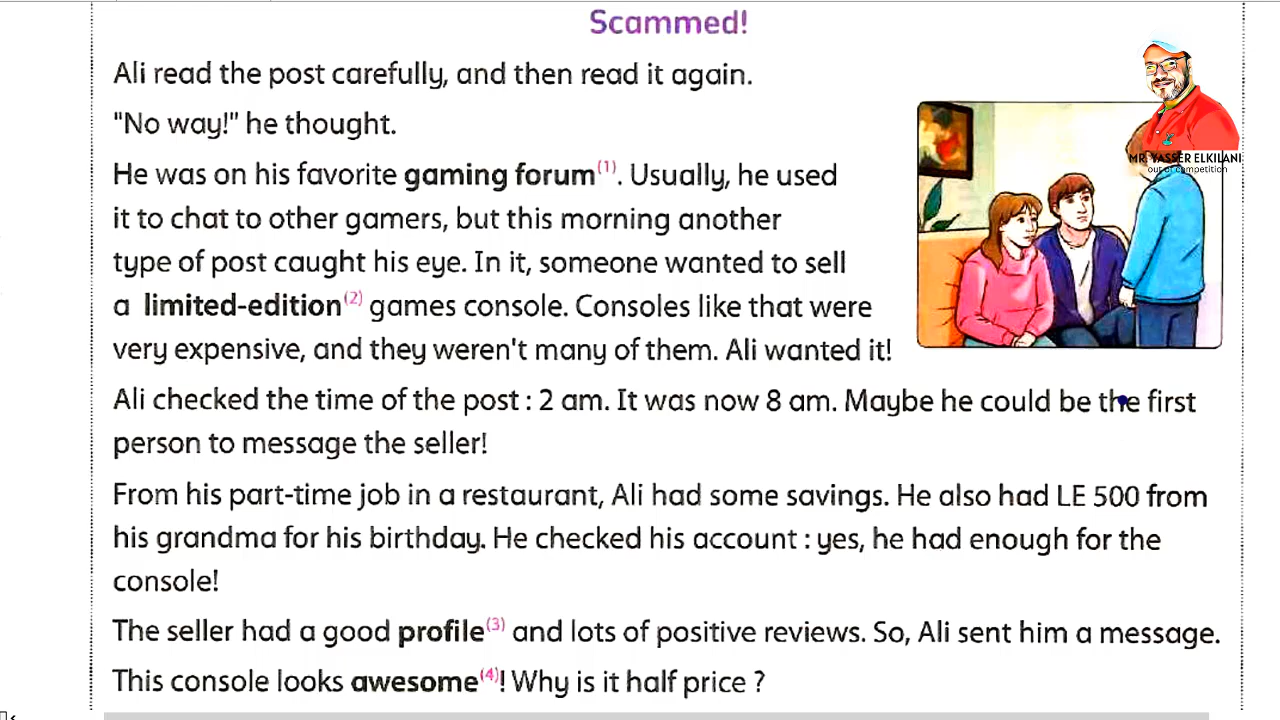 Scammed!
Ali read the post carefully, and then read it again.
"No way!" he thought.
He was on his favorite gaming forum(1). Usually, he used
it to chat to other gamers, but this morning another
type of post caught his eye. In it, someone wanted to sell
a limited-edition(2) games console. Consoles like that were
very expensive, and they weren't many of them. Ali wanted it!
Ali checked the time of the post : 2 am. It was now 8 am. Maybe he could be the first
person to message the seller!
From his part-time job in a restaurant, Ali had some savings. He also had LE 500 from
his grandma for his birthday. He checked his account : yes, he had enough for the
console!
The seller had a good profile(3) and lots of positive reviews. So, Ali sent him a message.
This console looks awesome(4)! Why is it half price ?
MR. YASSER ELKILANI
out of competition